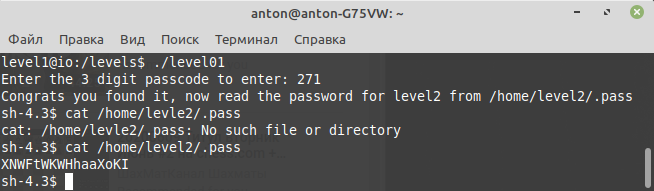 anton@anton-G75VW: ~
Файл Правка Вид Поиск Терминал Справка
level1@io:/levels$ ./level01
Enter the 3 digit passcode to enter: 271
Congrats you found it, now read the password for level2 from /home/level2/.pass
sh-4.3$ cat /home/levle2/.pass
cat: /home/levle2/.pass: No such file or directory
sh-4.3$ cat /home/level2/.pass
XNWFtWKWHhaaXoKI
sh-4.3$